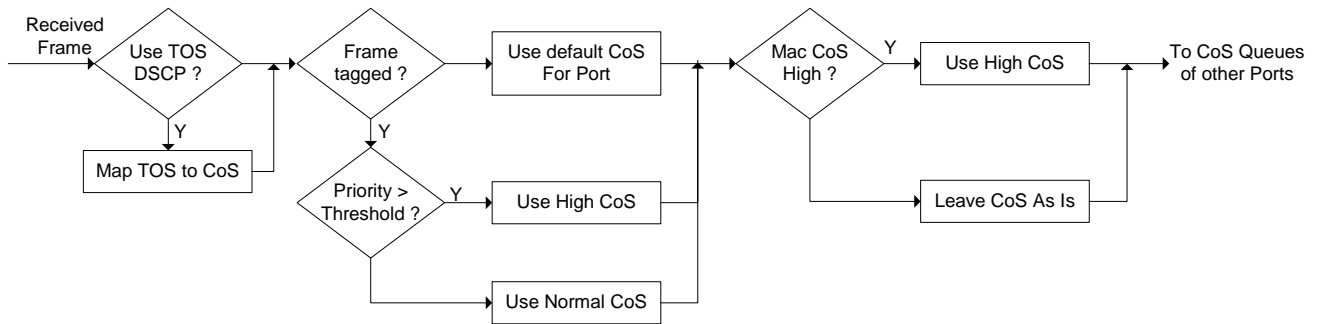 Received
Frame
Use TOS
DSCP ?
Y
Map TOS to CoS
Frame
tagged ?
Y
Use default CoS
For Port
Priority >
Threshold ?
Y
Use High CoS
Use Normal CoS
Mac CoS
High ?
Y
Use High CoS
Leave CoS As Is
To CoS Queues
of other Ports